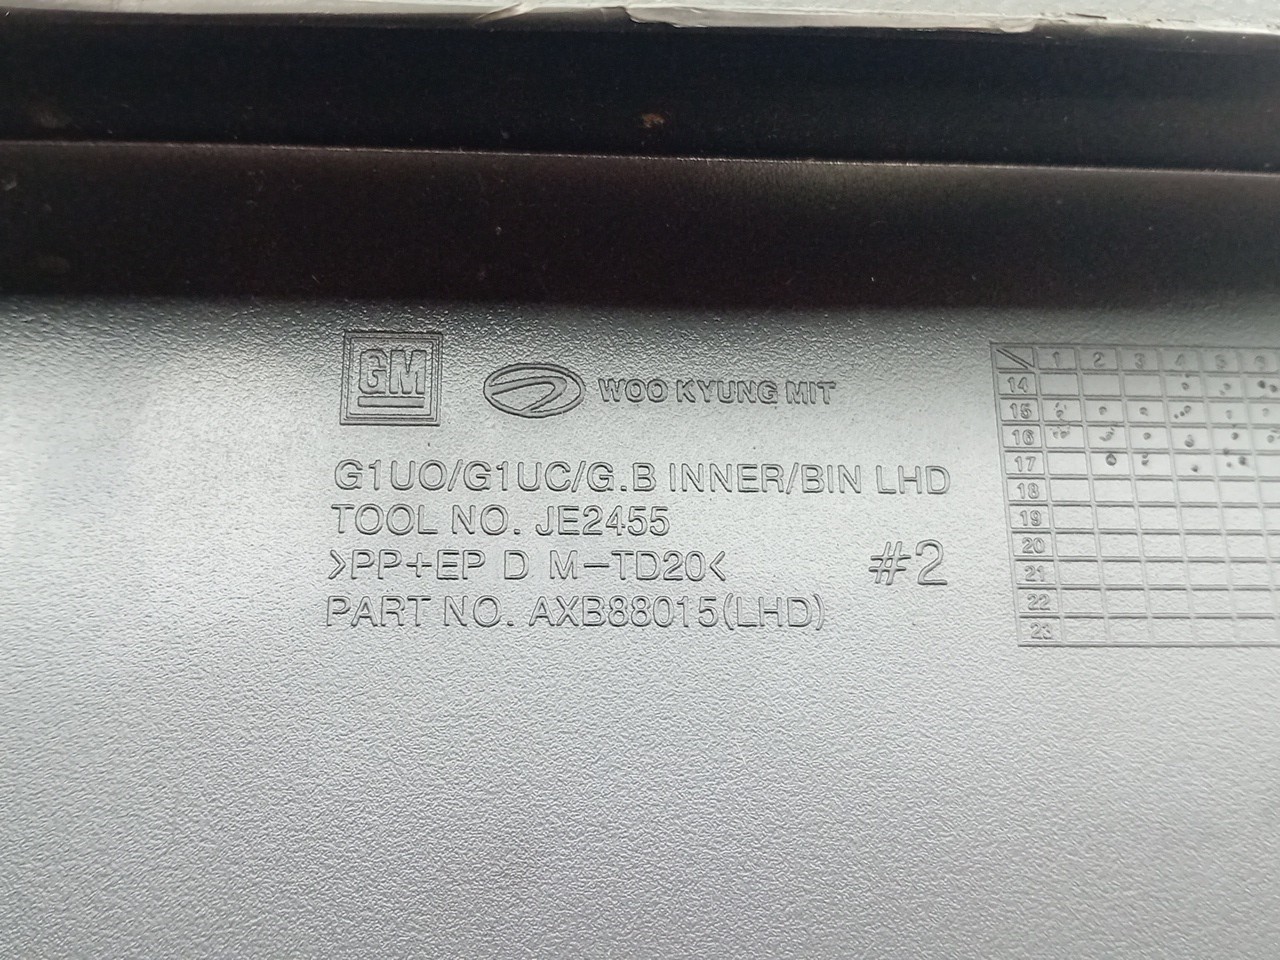 GM
WOO KYUNG MIT
G1UO/G1UC/G.B INNER/BIN LHD
TOOL NO. JE2455
>PP+EP D M-TD20<
#2
PART NO. AXB88015(LHD)
1 2 3 4 5 6
14
15
16
17
18
19
20
21
22
23